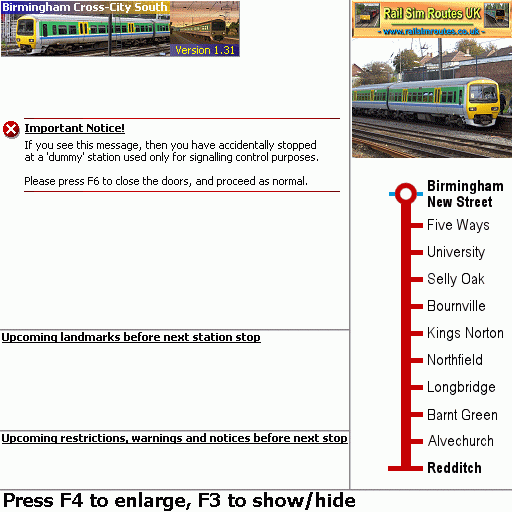 Birmingham Cross-City South
Version 1.31
Rail Sim Routes UK
- www.railsimroutes.co.uk -
Important Notice!
If you see this message, then you have accidentally stopped
at a 'dummy' station used only for signalling control purposes.
Please press F6 to close the doors, and proceed as normal.
Upcoming landmarks before next station stop
Upcoming restrictions, warnings and notices before next stop
Birmingham
New Street
Five Ways
University
Selly Oak
Bournville
Kings Norton
Northfield
Longbridge
Barnt Green
Alvechurch
Redditch
Press F4 to enlarge, F3 to show/hide